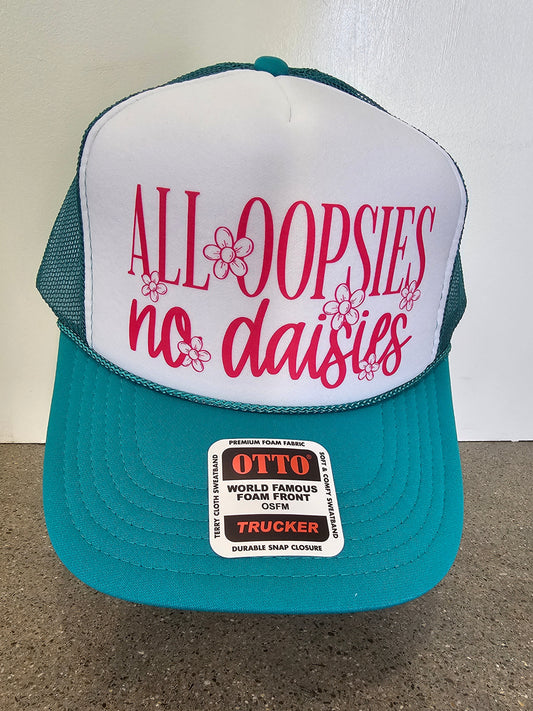 ALL OOPSIES
no daisies
PREMIUM FOAM FABRIC
TERRY CLOTH SWEATBAND
OTTO®
WORLD FAMOUS
FOAM FRONT
OSFM
TRUCKER
SOFT & COMFY SWEATBAND
DURABLE SNAP CLOSURE